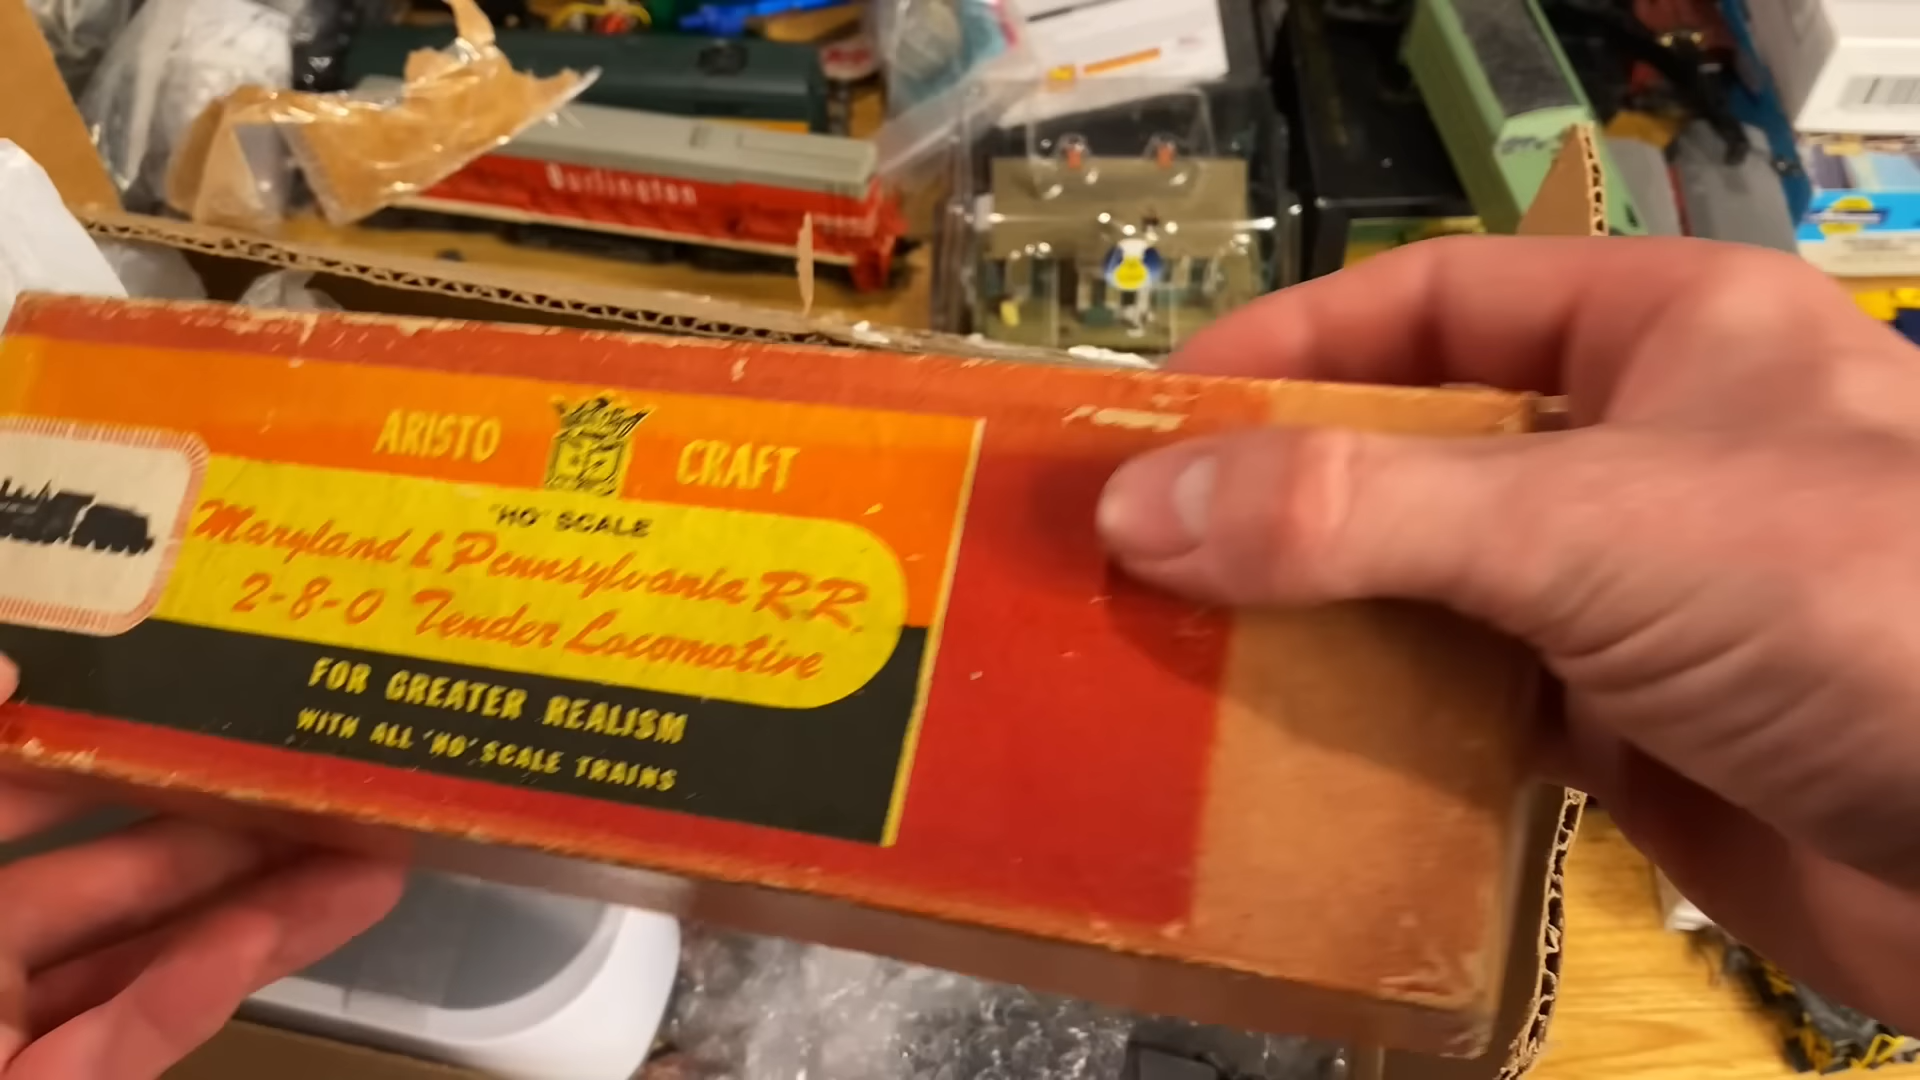 Burlington
ARISTO CRAFT
'HO' SCALE
Maryland & Pennsylvania R.R.
2-8-0 Tender Locomotive
FOR GREATER REALISM
WITH ALL 'HO' SCALE TRAINS